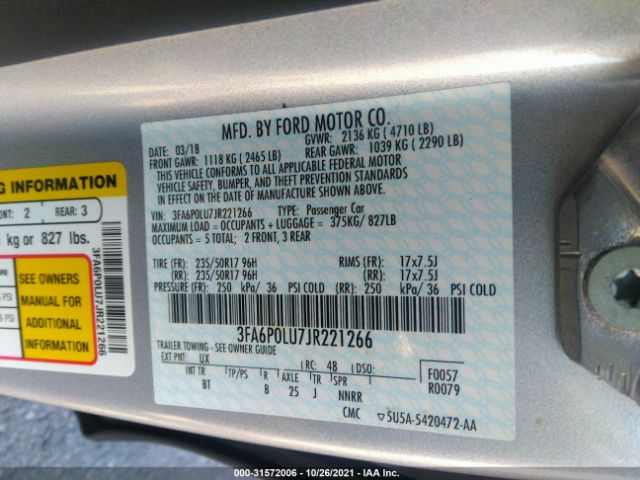 MFD. BY FORD MOTOR CO.
DATE: 03/18 GVWR: 2136 KG ( 4710 LB)
FRONT GAWR: 1118 KG ( 2465 LB) REAR GAWR: 1039 KG ( 2290 LB)
THIS VEHICLE CONFORMS TO ALL APPLICABLE FEDERAL MOTOR
VEHICLE SAFETY, BUMPER, AND THEFT PREVENTION STANDARDS
IN EFFECT ON THE DATE OF MANUFACTURE SHOWN ABOVE.
VIN: 3FA6P0LU7JR221266 TYPE: Passenger Car
MAXIMUM LOAD = OCCUPANTS + LUGGAGE = 375KG/ 827LB
OCCUPANTS = 5 TOTAL; 2 FRONT, 3 REAR
TIRE (FR): 235/50R17 96H RIMS (FR): 17x7.5J
(RR): 235/50R17 96H (RR): 17x7.5J
PRESSURE (FR): 250 kPa/ 36 PSI COLD (RR): 250 kPa/ 36 PSI COLD
3FA6P0LU7JR221266
TRAILER TOWING - SEE OWNER GUIDE
EXT PNT: UX RC: 48 DSO: F0057
R0079
INT TR TP/PS R AXLE TR SPR
BT B 25 J NNRR
CMC 5U5A-5420472-AA
G INFORMATION
ONT: 2 REAR: 3
kg or 827 lbs.
SEE OWNERS
MANUAL FOR
ADDITIONAL
INFORMATION
PSI
PSI
3FA6P0LU7JR221266
000-31572006 - 10/26/2021 - IAA Inc.